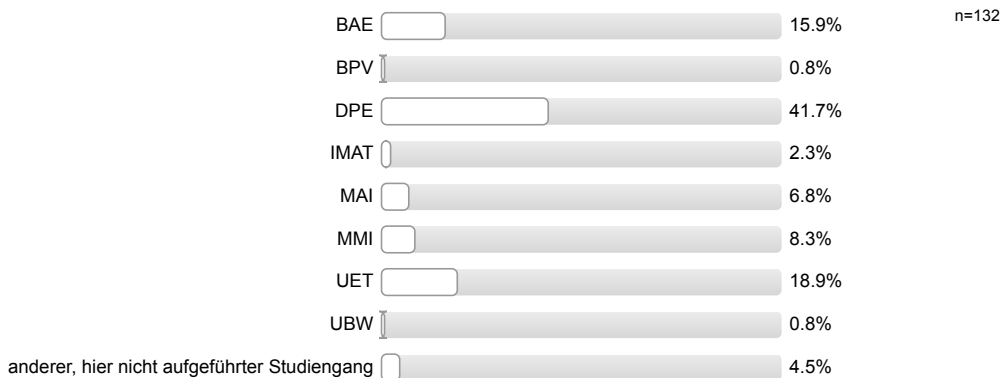 BAE 15.9% n=132
BPV 0.8%
DPE 41.7%
IMAT 2.3%
MAI 6.8%
MMI 8.3%
UET 18.9%
UBW 0.8%
anderer, hier nicht aufgeführter Studiengang 4.5%